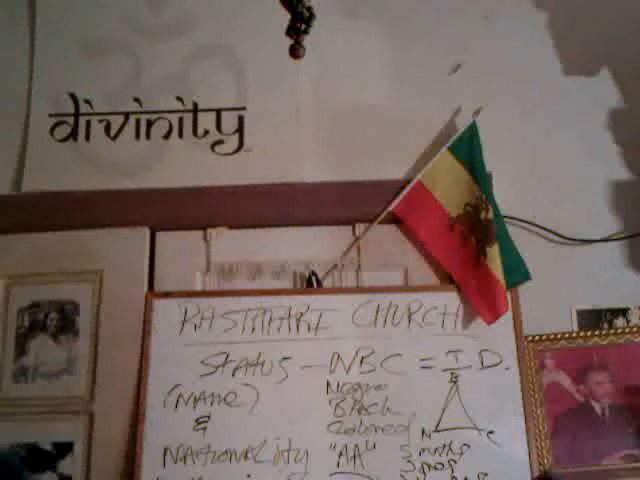 divinity
RASTAFARI CHURCH
STATUS - NBC = I D.
(NAME) Negro
& Black
Colored
N C
NATIONALITY "AA"